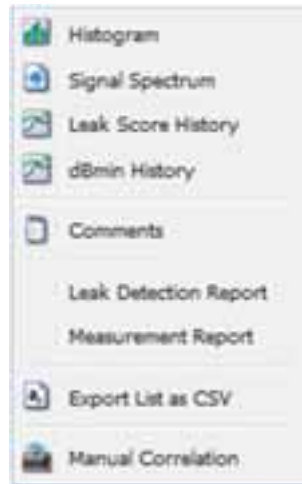 Histogram
Signal Spectrum
Leak Score History
dBmin History
Comments
Leak Detection Report
Measurement Report
Export List as CSV
Manual Correlation